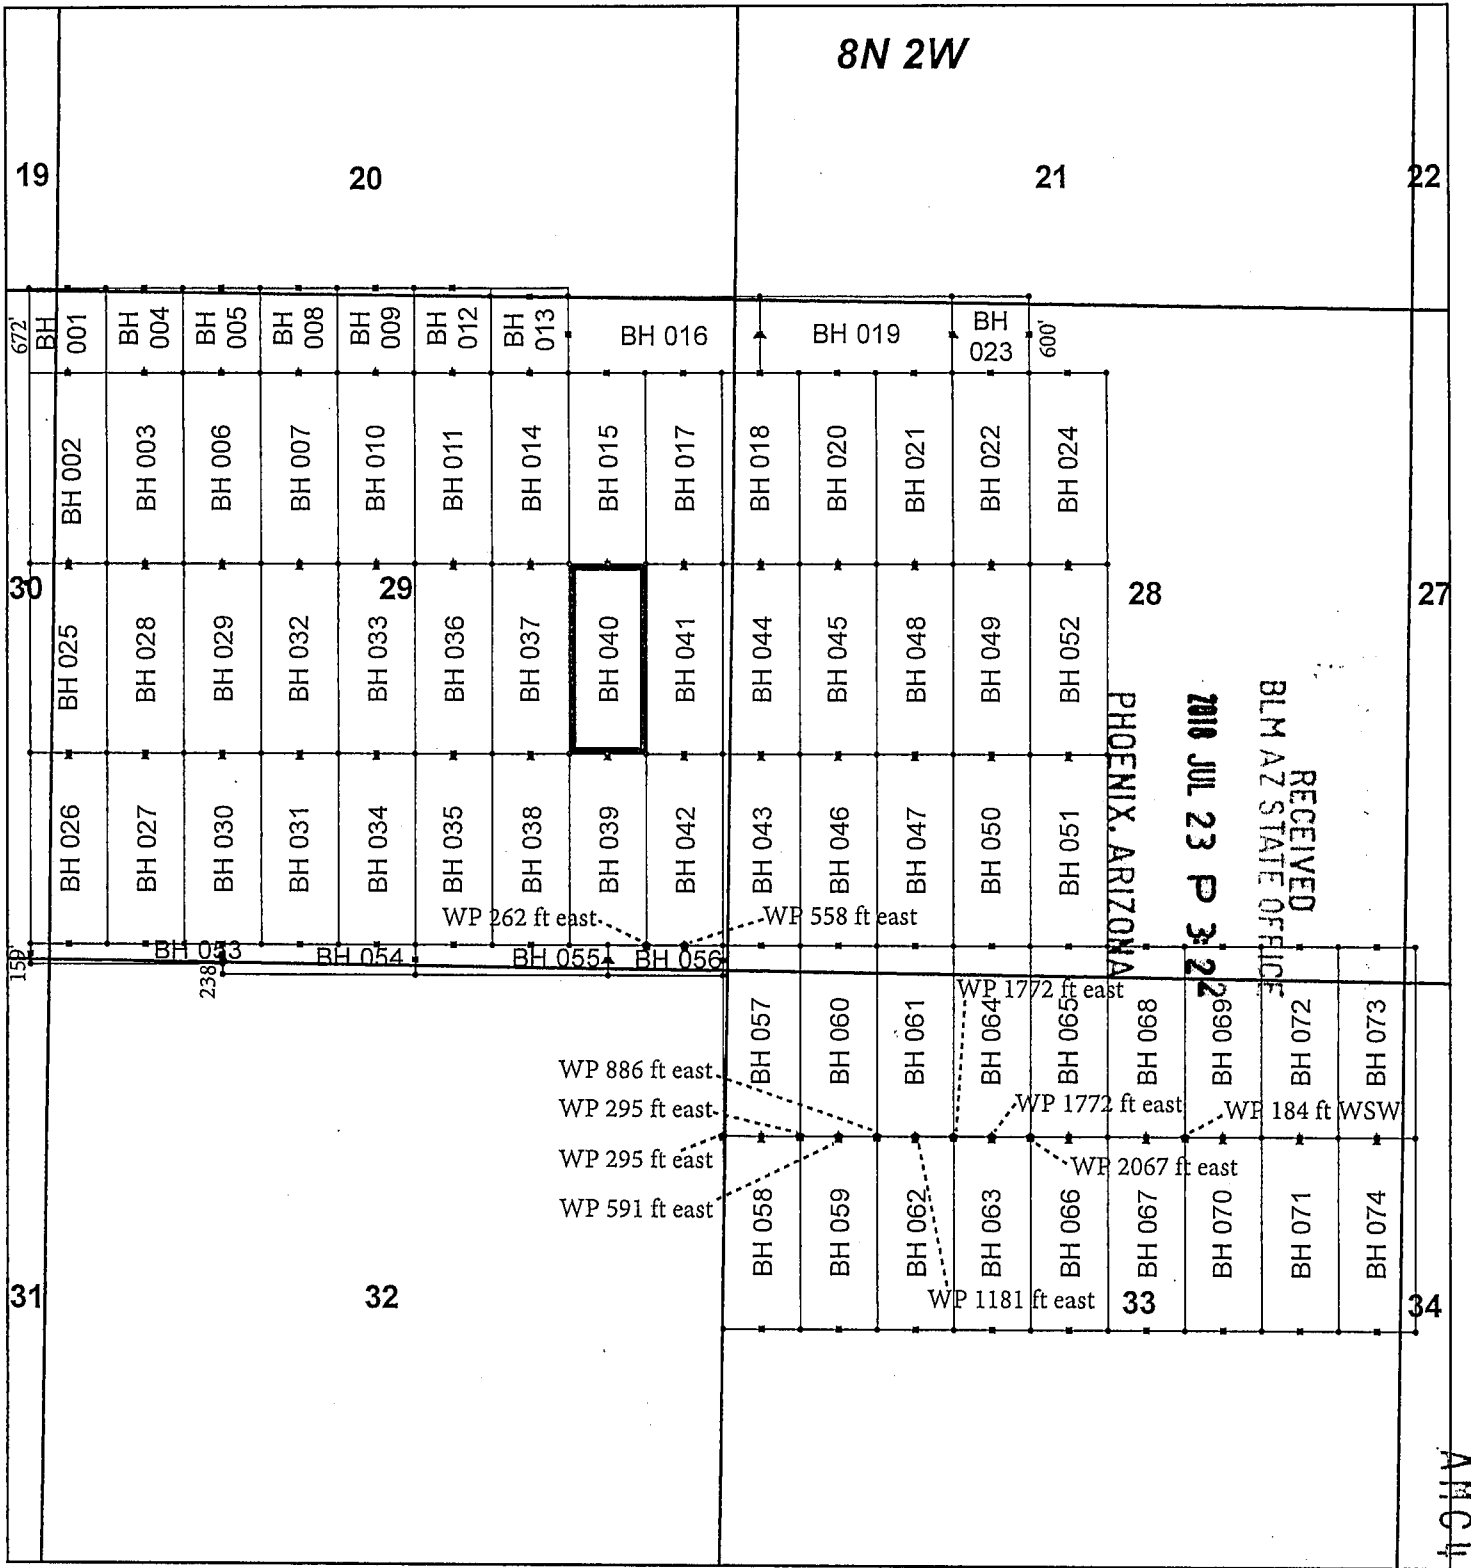 8N 2W
19
20
21
22
672'
BH 001
BH 004
BH 005
BH 008
BH 009
BH 012
BH 013
BH 016
BH 019
BH 023
600'
BH 002
BH 003
BH 006
BH 007
BH 010
BH 011
BH 014
BH 015
BH 017
BH 018
BH 020
BH 021
BH 022
BH 024
30
29
28
27
BH 025
BH 028
BH 029
BH 032
BH 033
BH 036
BH 037
BH 040
BH 041
BH 044
BH 045
BH 048
BH 049
BH 052
RECEIVED
BLM AZ STATE OFFICE
2018 JUL 23 P 3:22
PHOENIX, ARIZONA
BH 026
BH 027
BH 030
BH 031
BH 034
BH 035
BH 038
BH 039
BH 042
BH 043
BH 046
BH 047
BH 050
BH 051
WP 262 ft east
WP 558 ft east
159'
BH 053
238'
BH 054
BH 055
BH 056
WP 1772 ft east
BH 057
BH 060
BH 061
BH 064
BH 065
BH 068
BH 069
BH 072
BH 073
WP 886 ft east
WP 295 ft east
WP 1772 ft east
WP 184 ft WSW
WP 295 ft east
WP 2067 ft east
WP 591 ft east
BH 058
BH 059
BH 062
BH 063
BH 066
BH 067
BH 070
BH 071
BH 074
WP 1181 ft east
31
32
33
34